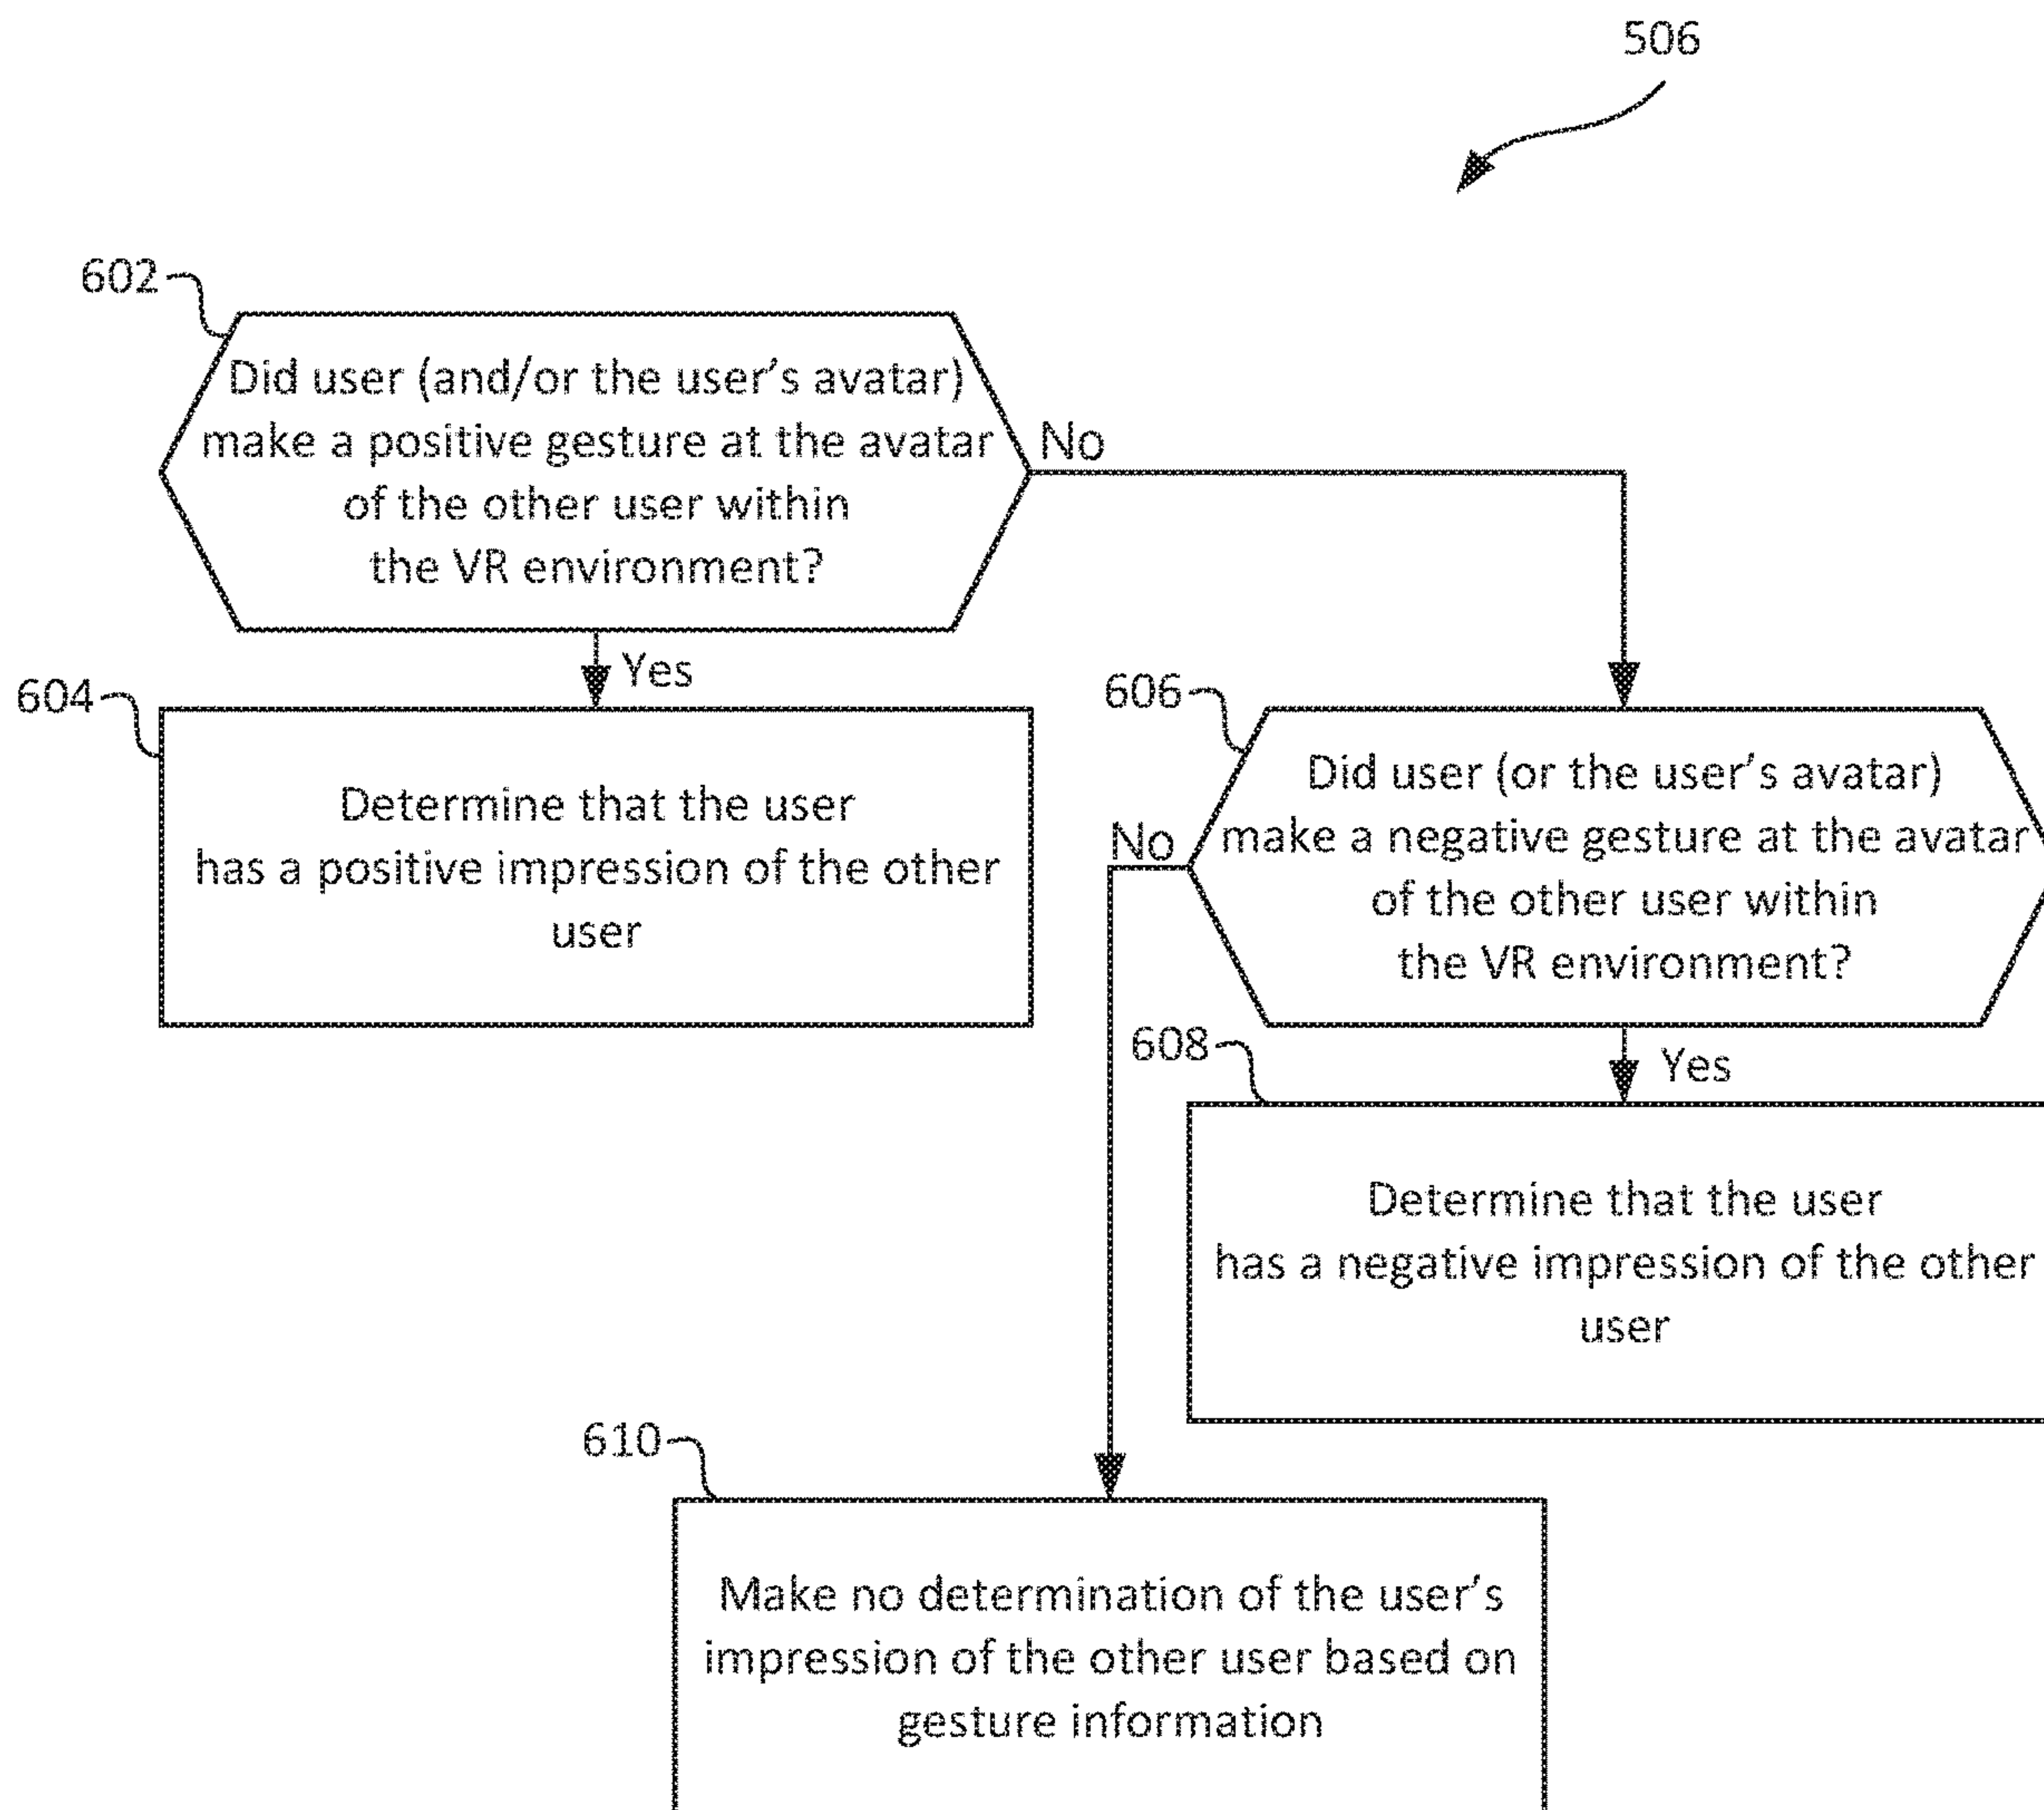 506
602
Did user (and/or the user's avatar)
make a positive gesture at the avatar
of the other user within
the VR environment?
No
Yes
604
Determine that the user
has a positive impression of the other
user
606
Did user (or the user's avatar)
make a negative gesture at the avatar
of the other user within
the VR environment?
No
Yes
608
Determine that the user
has a negative impression of the other
user
610
Make no determination of the user's
impression of the other user based on
gesture information